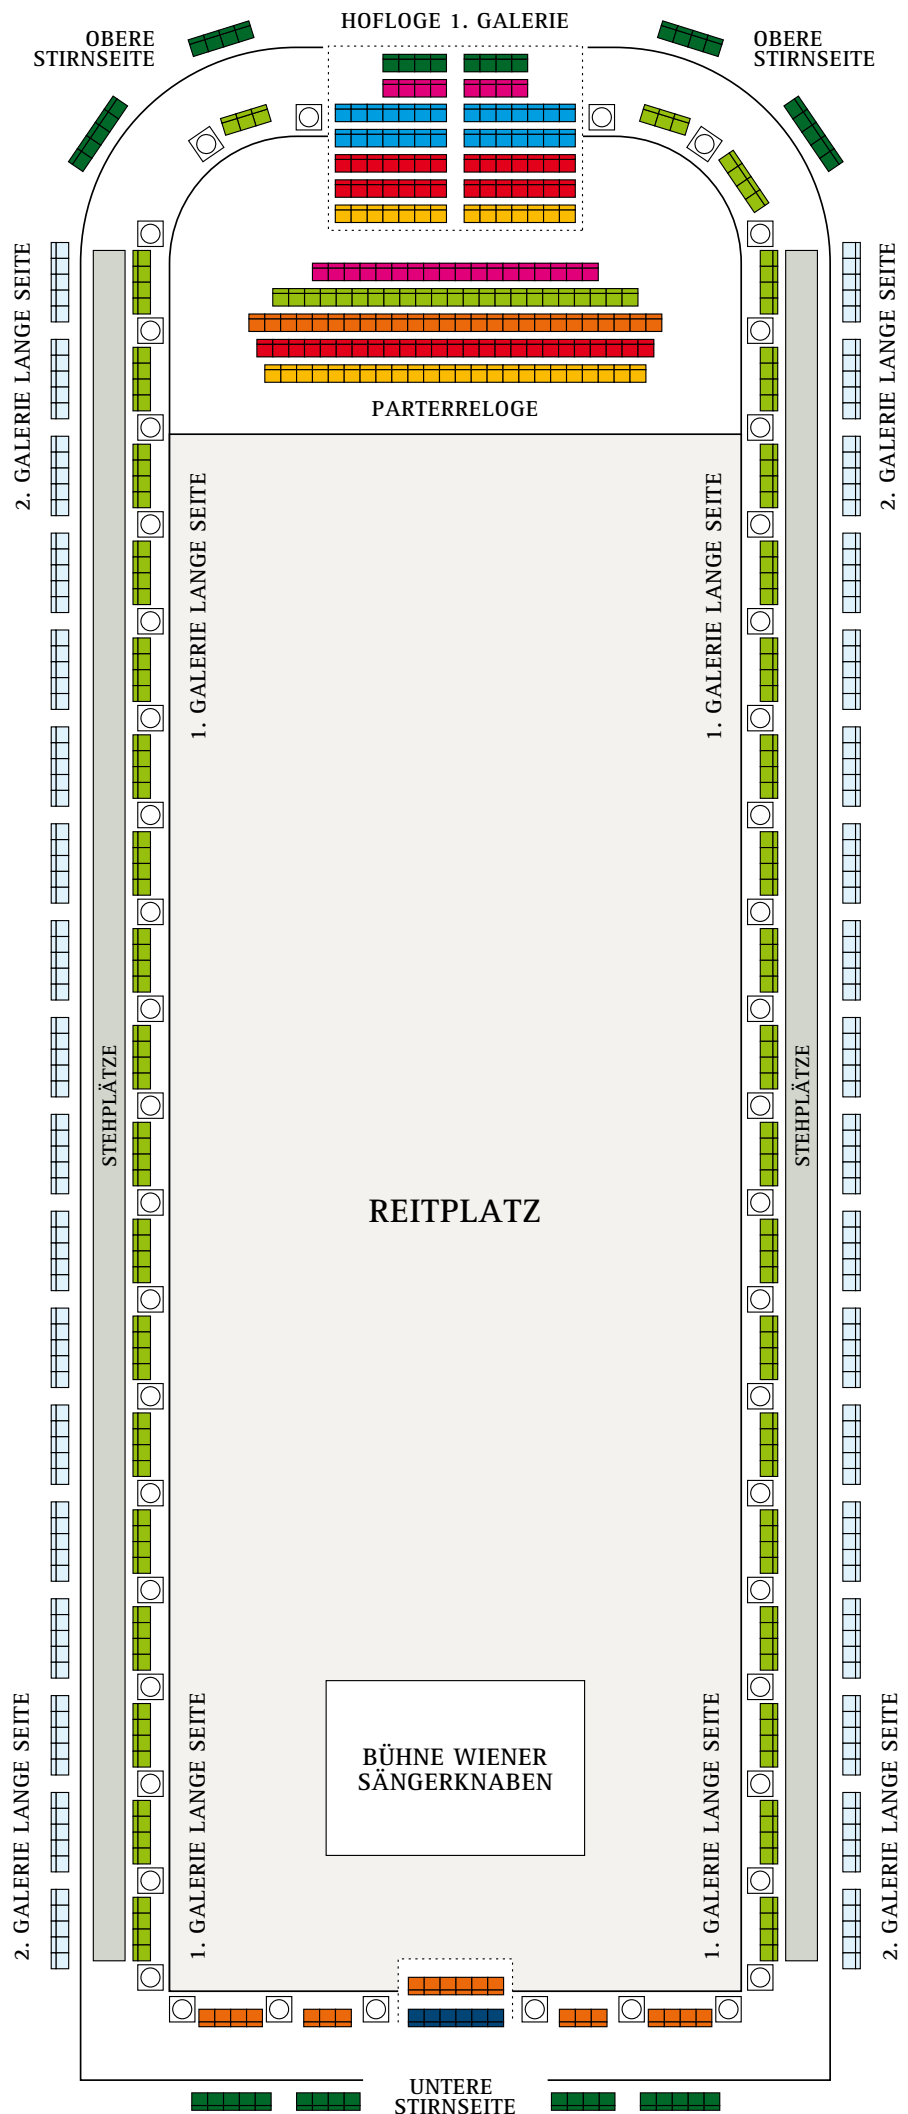 HOFLOGE 1. GALERIE
OBERE
STIRNSEITE
OBERE
STIRNSEITE
2. GALERIE LANGE SEITE
2. GALERIE LANGE SEITE
PARTERRELOGE
1. GALERIE LANGE SEITE
1. GALERIE LANGE SEITE
STEHPLÄTZE
STEHPLÄTZE
REITPLATZ
2. GALERIE LANGE SEITE
1. GALERIE LANGE SEITE
BÜHNE WIENER
SÄNGERKNABEN
1. GALERIE LANGE SEITE
2. GALERIE LANGE SEITE
UNTERE
STIRNSEITE